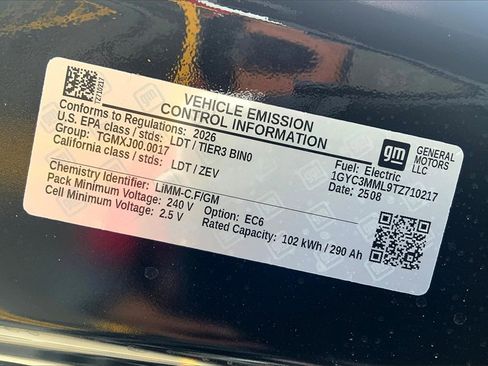 TZ710217
VEHICLE EMISSION
CONTROL INFORMATION
gm
GENERAL
MOTORS
LLC
Conforms to Regulations: 2026
U.S. EPA class / stds: LDT / TIER3 BIN0
Group: TGMXJ00.0017
California class / stds: LDT / ZEV
Fuel: Electric
1GYC3MML9TZ710217
Date: 2508
Chemistry Identifier: LiMM-C.F/GM
Pack Minimum Voltage: 240 V
Option: EC6
Cell Minimum Voltage: 2.5 V
Rated Capacity: 102 kWh / 290 Ah